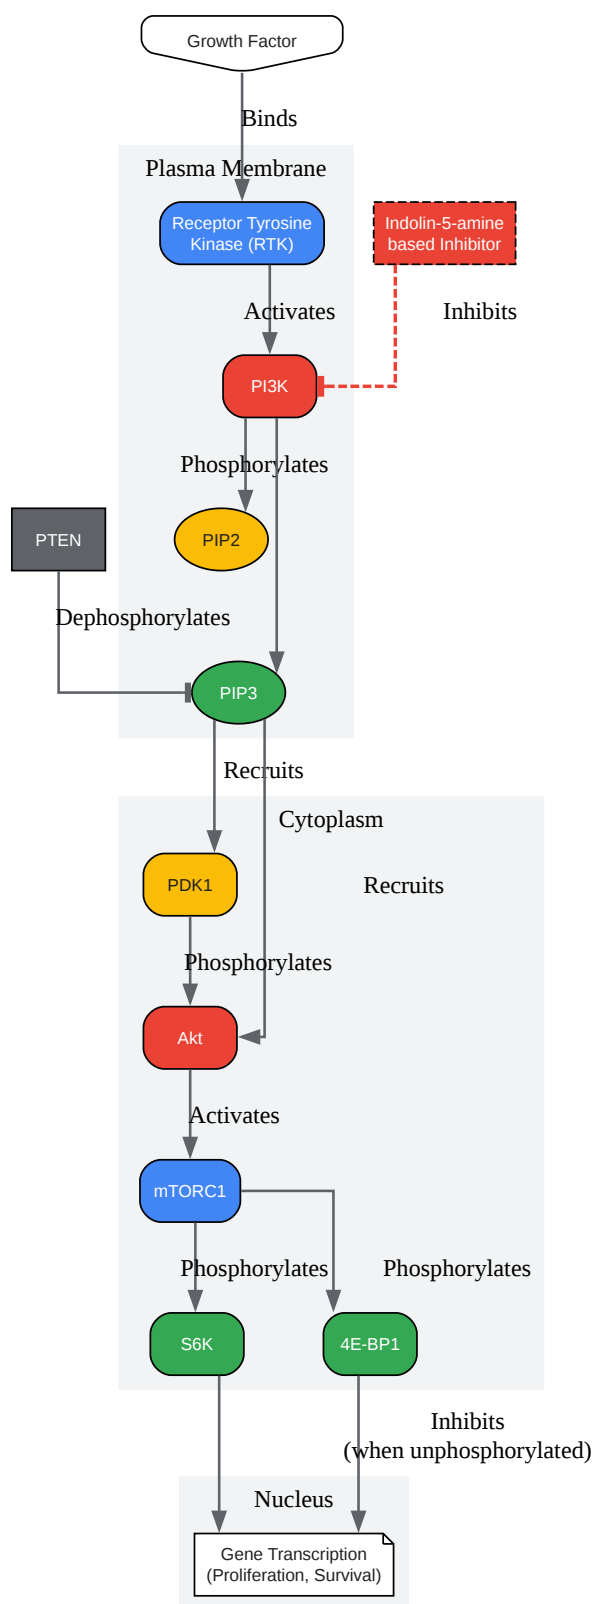 Growth Factor
Binds
Plasma Membrane
Receptor Tyrosine
Kinase (RTK)
Indolin-5-amine
based Inhibitor
Activates
Inhibits
PI3K
Phosphorylates
PTEN
PIP2
Dephosphorylates
PIP3
Recruits
Cytoplasm
PDK1
Recruits
Phosphorylates
Akt
Activates
mTORC1
Phosphorylates
Phosphorylates
S6K
4E-BP1
Inhibits
(when unphosphorylated)
Nucleus
Gene Transcription
(Proliferation, Survival)